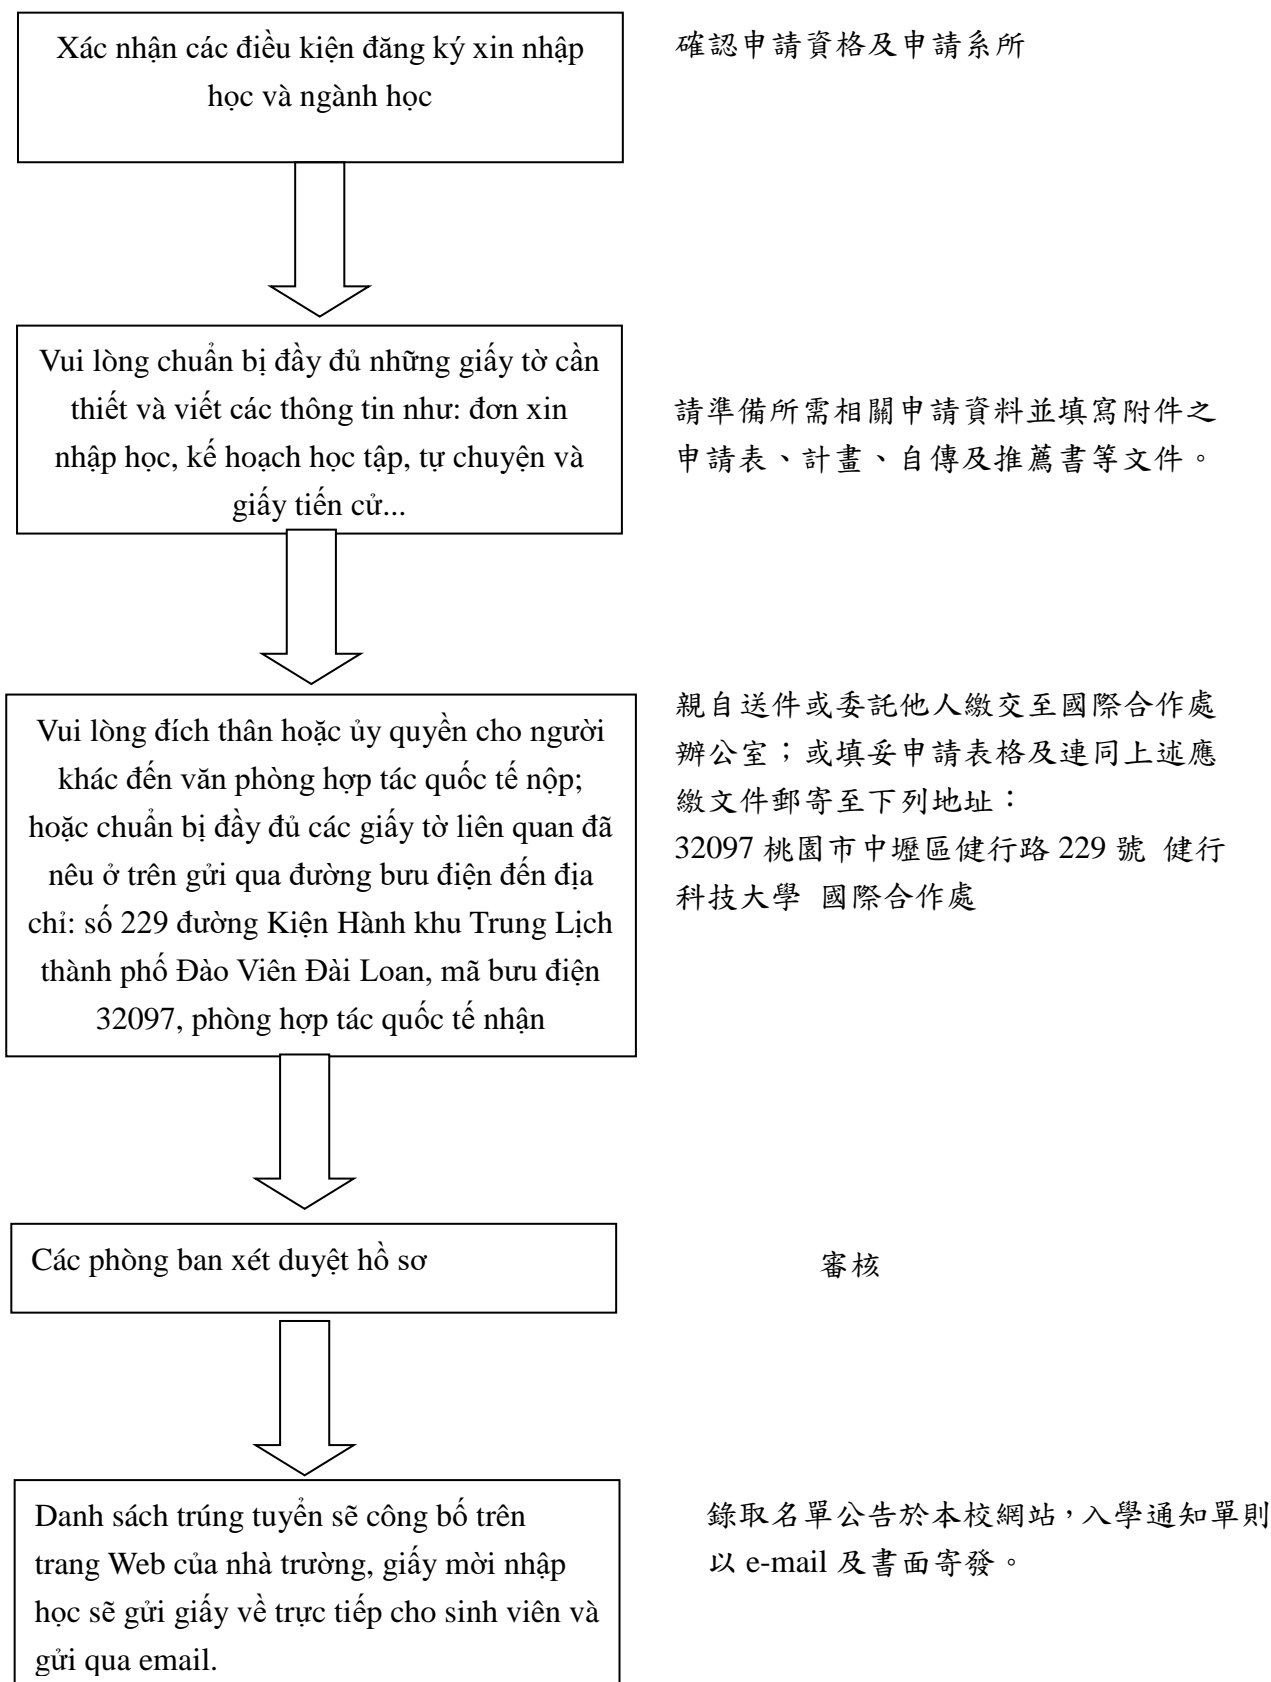 Xác nhận các điều kiện đăng ký xin nhập
học và ngành học
確認申請資格及申請系所
Vui lòng chuẩn bị đầy đủ những giấy tờ cần
thiết và viết các thông tin như: đơn xin
nhập học, kế hoạch học tập, tự chuyện và
giấy tiến cử...
請準備所需相關申請資料並填寫附件之
申請表、計畫、自傳及推薦書等文件。
Vui lòng đích thân hoặc ủy quyền cho người
khác đến văn phòng hợp tác quốc tế nộp;
hoặc chuẩn bị đầy đủ các giấy tờ liên quan đã
nêu ở trên gửi qua đường bưu điện đến địa
chỉ: số 229 đường Kiện Hành khu Trung Lịch
thành phố Đào Viên Đài Loan, mã bưu điện
32097, phòng hợp tác quốc tế nhận
親自送件或委託他人繳交至國際合作處
辦公室；或填妥申請表格及連同上述應
繳文件郵寄至下列地址：
32097 桃園市中壢區健行路 229 號 健行
科技大學 國際合作處
Các phòng ban xét duyệt hồ sơ
審核
Danh sách trúng tuyển sẽ công bố trên
trang Web của nhà trường, giấy mời nhập
học sẽ gửi giấy về trực tiếp cho sinh viên và
gửi qua email.
錄取名單公告於本校網站，入學通知單則
以 e-mail 及書面寄發。